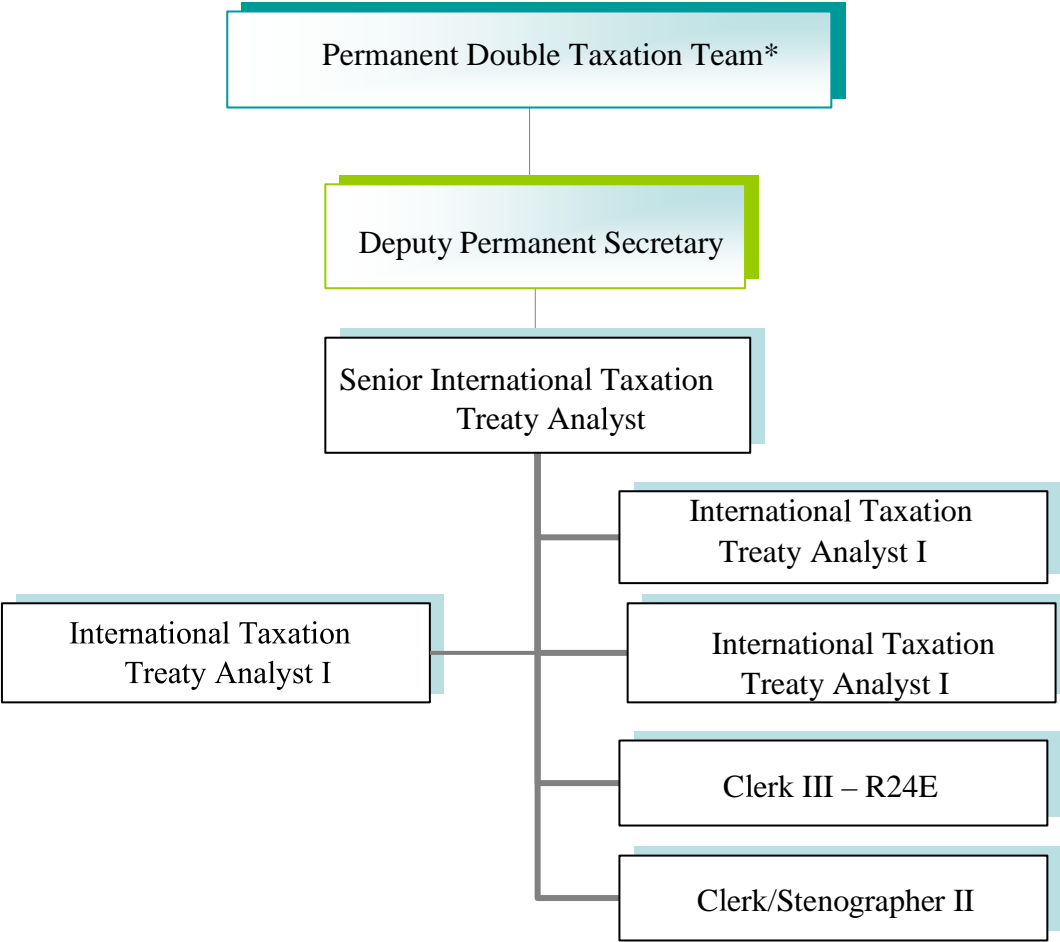 Permanent Double Taxation Team*
Deputy Permanent Secretary
Senior International Taxation
Treaty Analyst
International Taxation
Treaty Analyst I
International Taxation
Treaty Analyst I
International Taxation
Treaty Analyst I
Clerk III – R24E
Clerk/Stenographer II